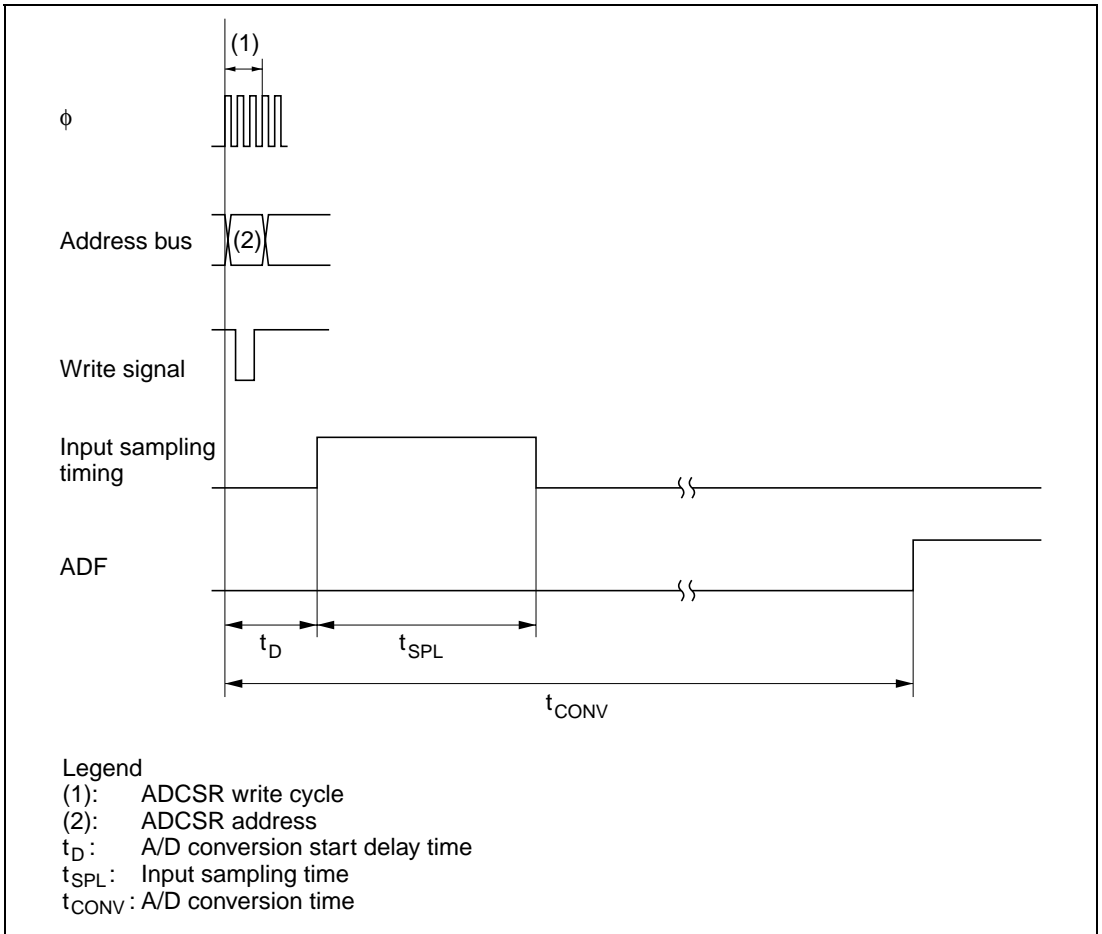 (1)
ϕ
Address bus
(2)
Write signal
Input sampling
timing
ADF
tD
tSPL
tCONV
Legend
(1): ADCSR write cycle
(2): ADCSR address
tD : A/D conversion start delay time
tSPL : Input sampling time
tCONV : A/D conversion time